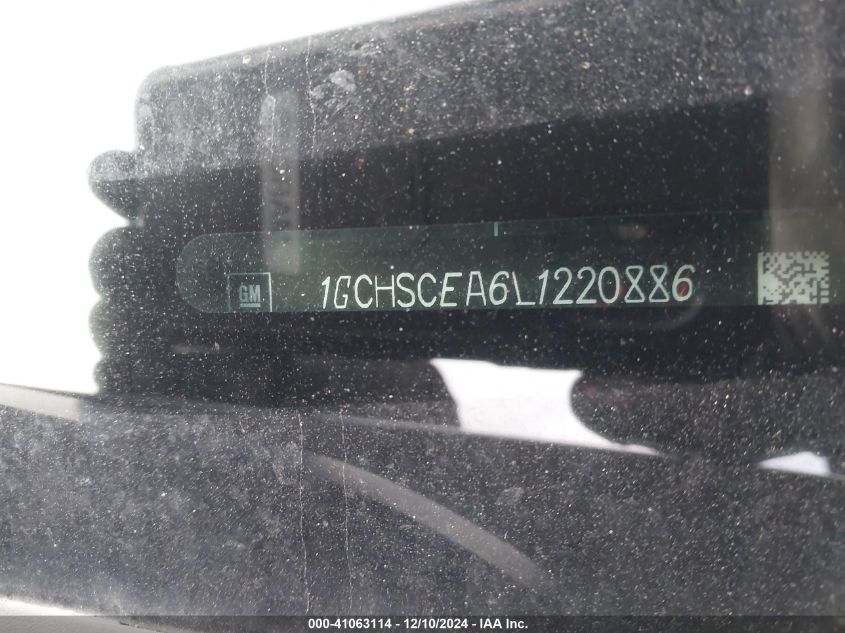 GM 1GCHSCEA6L1220886
000-41063114 - 12/10/2024 - IAA Inc.